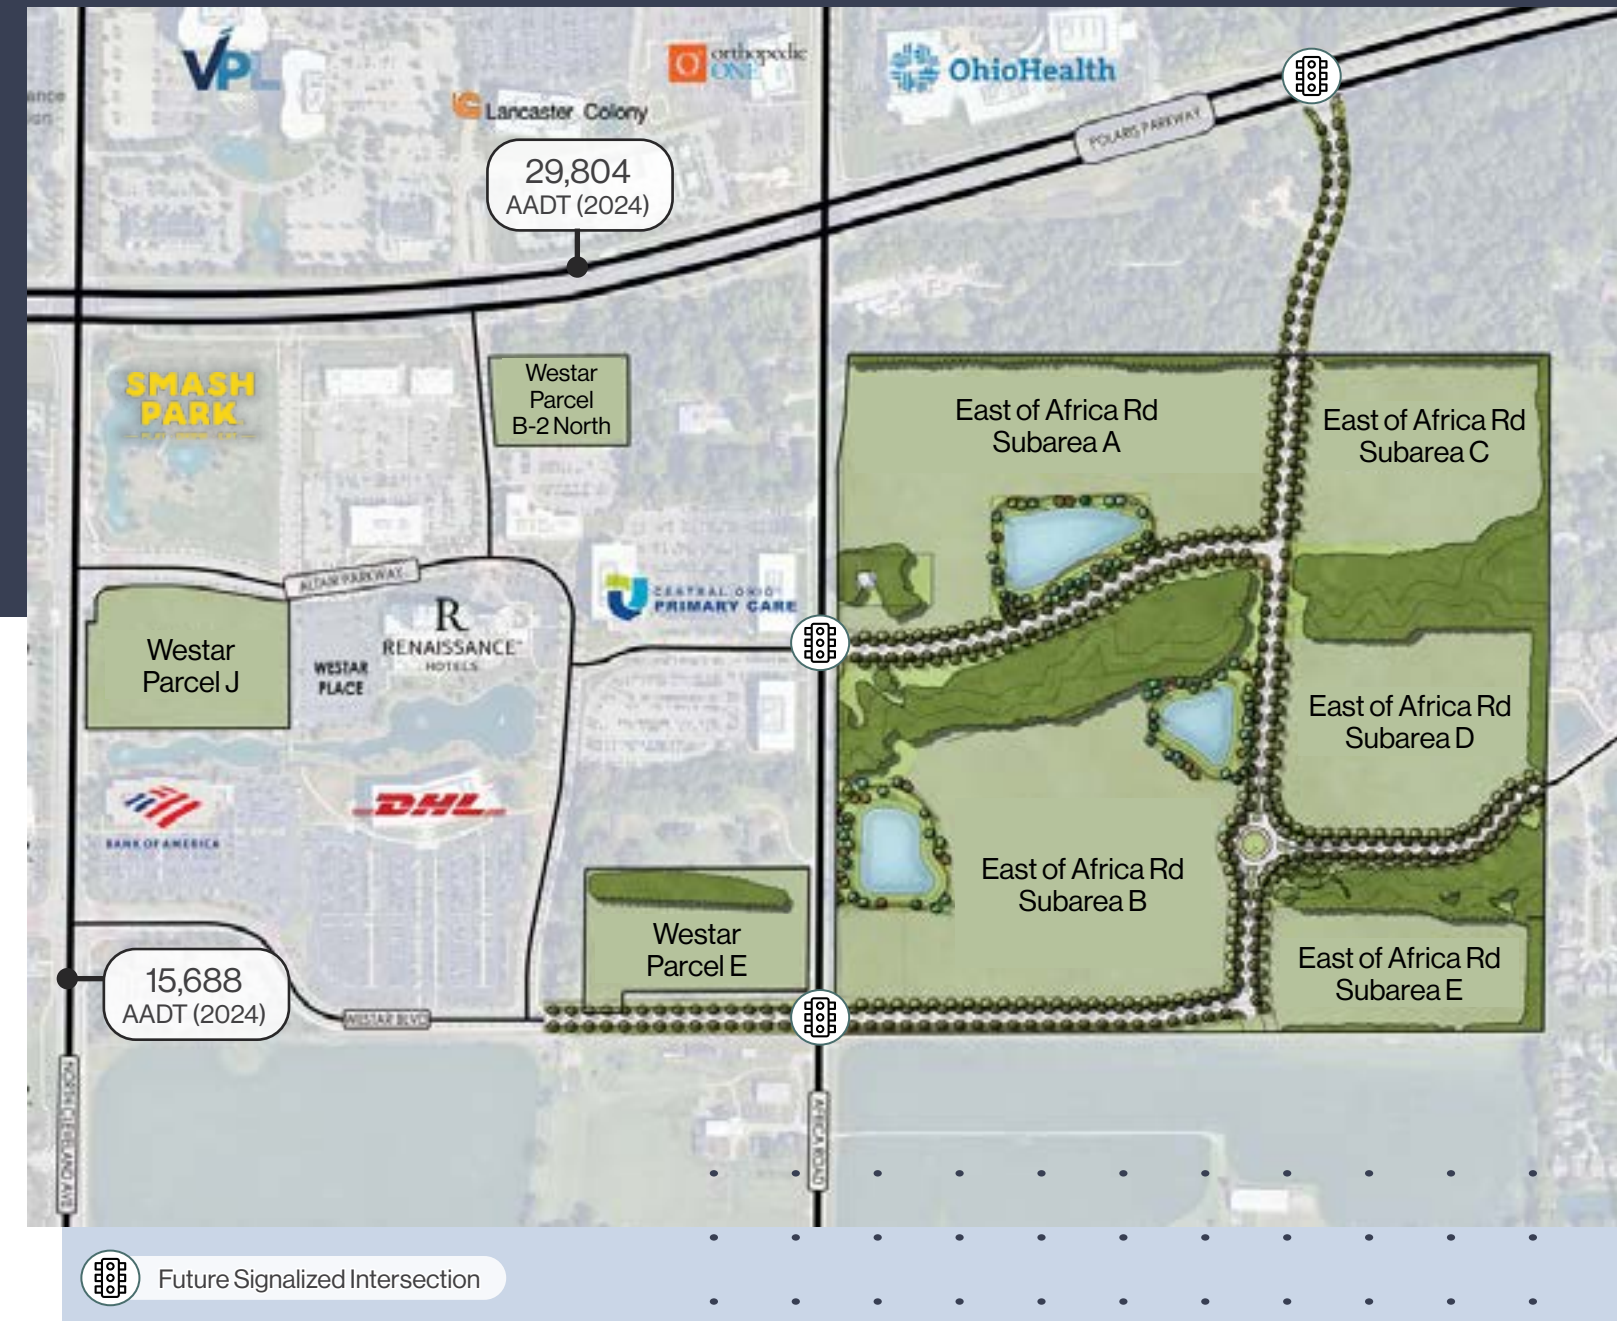 VPL
orthopedic
ONE
OhioHealth
Lancaster Colony
POLARIS PARKWAY
29,804
AADT (2024)
SMASH
PARK
Westar
Parcel
B-2 North
East of Africa Rd
Subarea A
East of Africa Rd
Subarea C
ALTAIR PARKWAY
CENTRAL OHIO
PRIMARY CARE
R
RENAISSANCE
HOTELS
Westar
Parcel J
WESTAR
PLACE
East of Africa Rd
Subarea D
BANK OF AMERICA
DHL
East of Africa Rd
Subarea B
Westar
Parcel E
East of Africa Rd
Subarea E
15,688
AADT (2024)
WESTAR BLVD
NORTH CLEVELAND AVE
AFRICA ROAD
Future Signalized Intersection